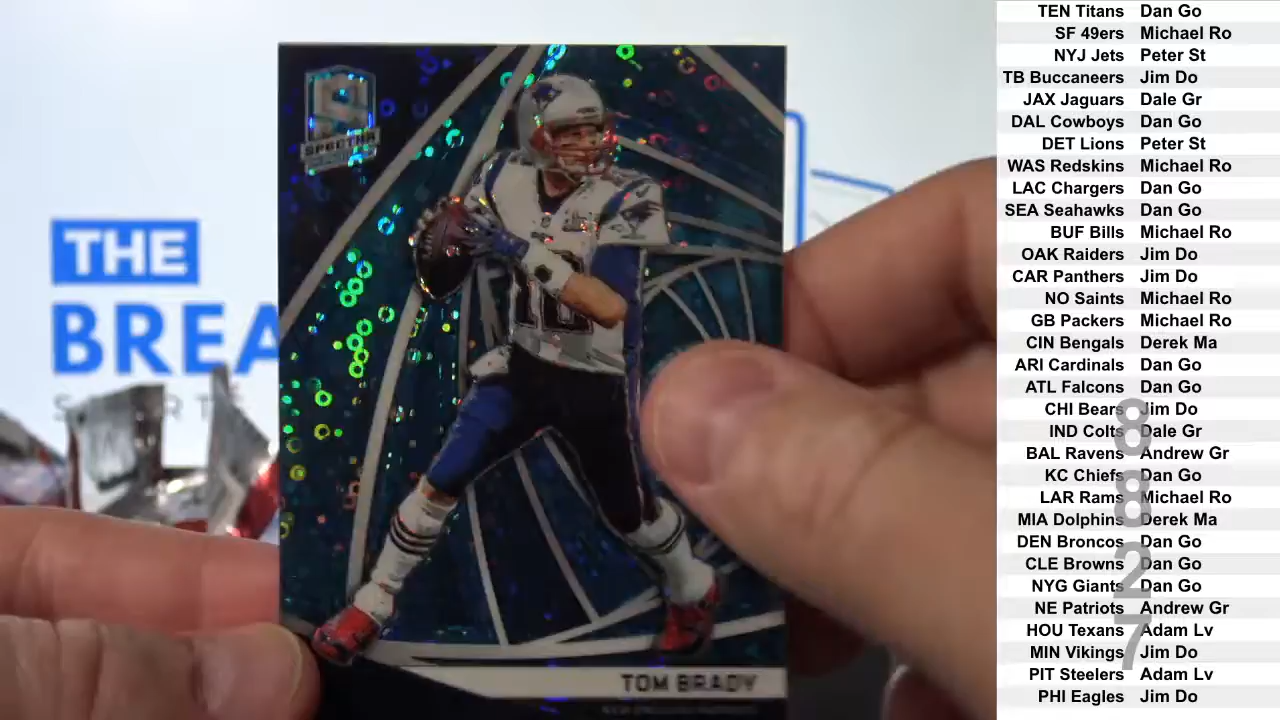 THE
BREA
SPECTRA
TOM BRADY
TEN Titans Dan Go
SF 49ers Michael Ro
NYJ Jets Peter St
TB Buccaneers Jim Do
JAX Jaguars Dale Gr
DAL Cowboys Dan Go
DET Lions Peter St
WAS Redskins Michael Ro
LAC Chargers Dan Go
SEA Seahawks Dan Go
BUF Bills Michael Ro
OAK Raiders Jim Do
CAR Panthers Jim Do
NO Saints Michael Ro
GB Packers Michael Ro
CIN Bengals Derek Ma
ARI Cardinals Dan Go
ATL Falcons Dan Go
CHI Bears Jim Do
IND Colts Dale Gr
BAL Ravens Andrew Gr
KC Chiefs Dan Go
LAR Rams Michael Ro
MIA Dolphins Derek Ma
DEN Broncos Dan Go
CLE Browns Dan Go
NYG Giants Dan Go
NE Patriots Andrew Gr
HOU Texans Adam Lv
MIN Vikings Jim Do
PIT Steelers Adam Lv
PHI Eagles Jim Do
8
8
2
7